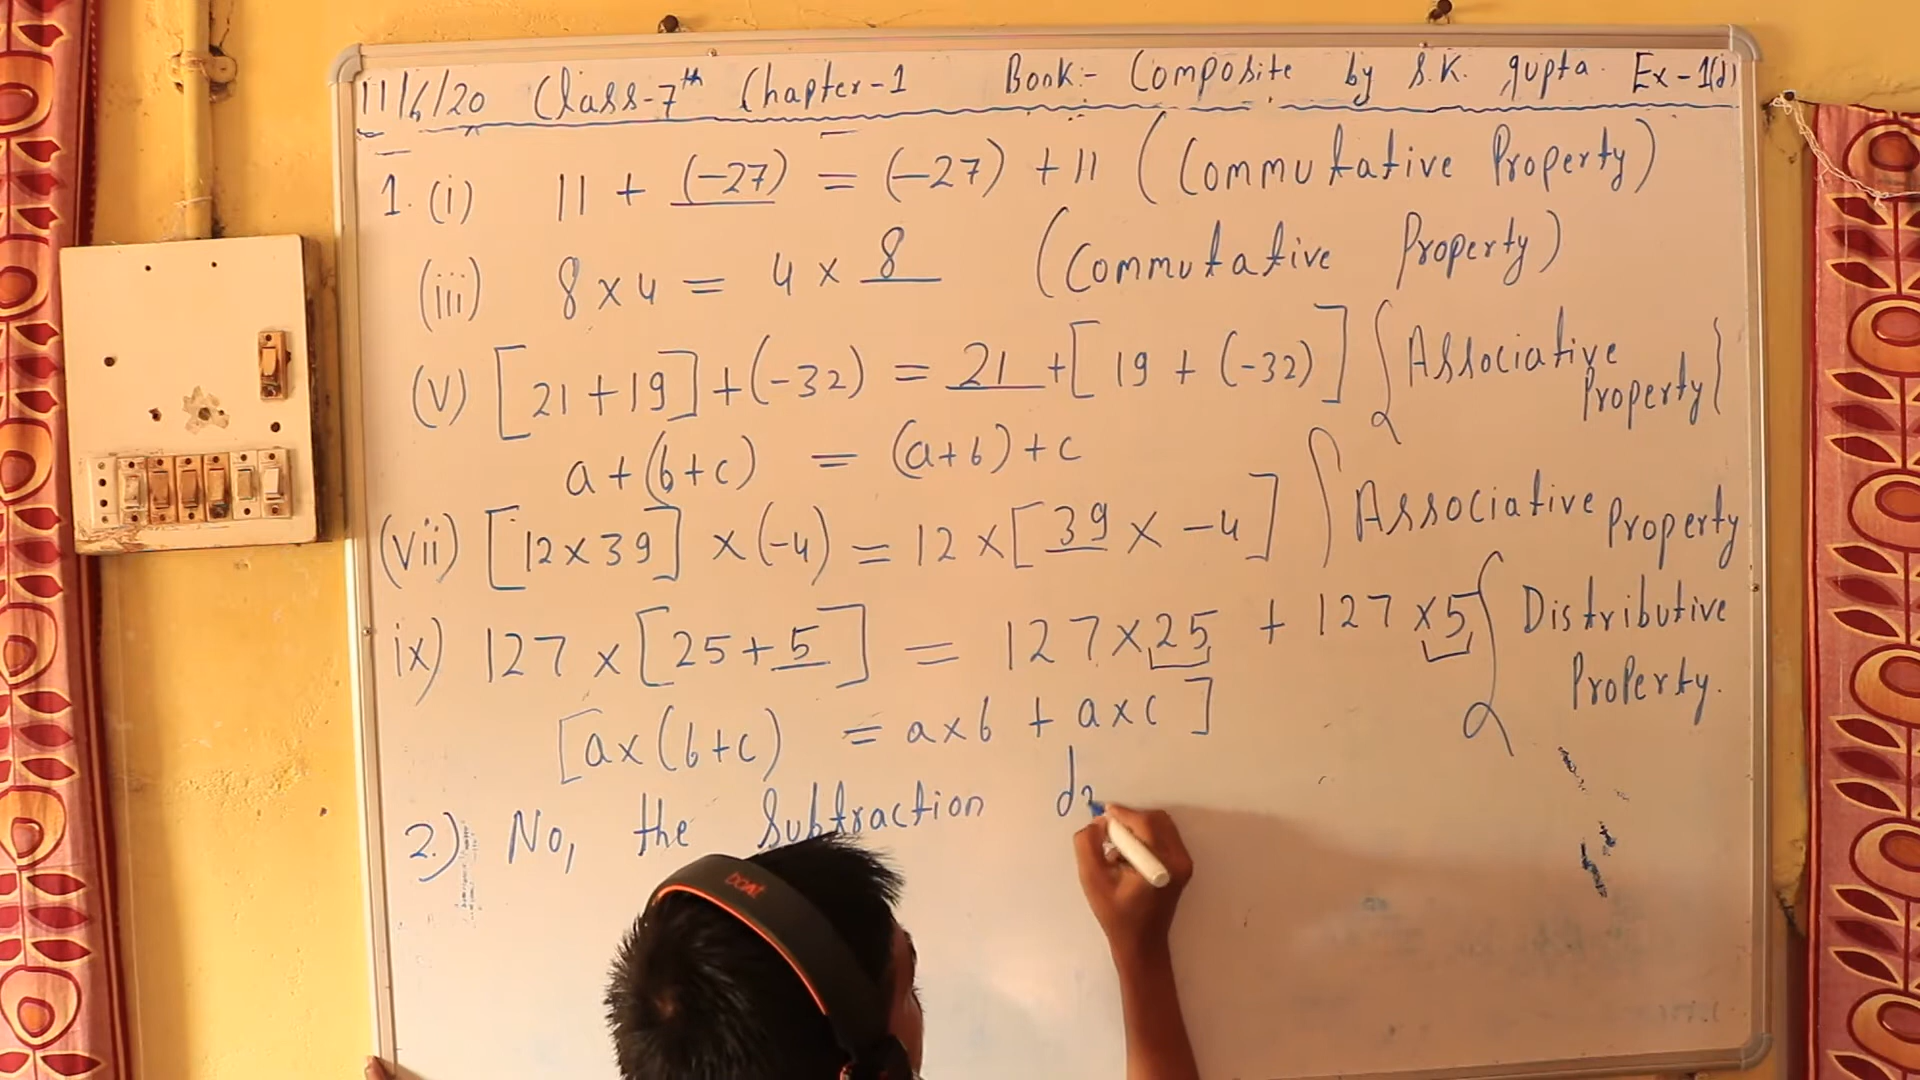 11/6/20 Class-7th Chapter-1 Book:- Composite by S.K. gupta. Ex-1(d)
1. (i) 11 + (-27) = (-27) + 11 (Commutative Property)
(iii) 8 × 4 = 4 × 8 (Commutative Property)
(v) [21 + 19] + (-32) = 21 + [19 + (-32)] {Associative Property}
a + (b + c) = (a + b) + c
(vii) [12 × 39] × (-4) = 12 × [39 × -4] { Associative Property
ix) 127 × [25 + 5] = 127 × 25 + 127 × 5 { Distributive Property.
[a × (b + c) = a × b + a × c]
2.) No, the Subtraction
boAt